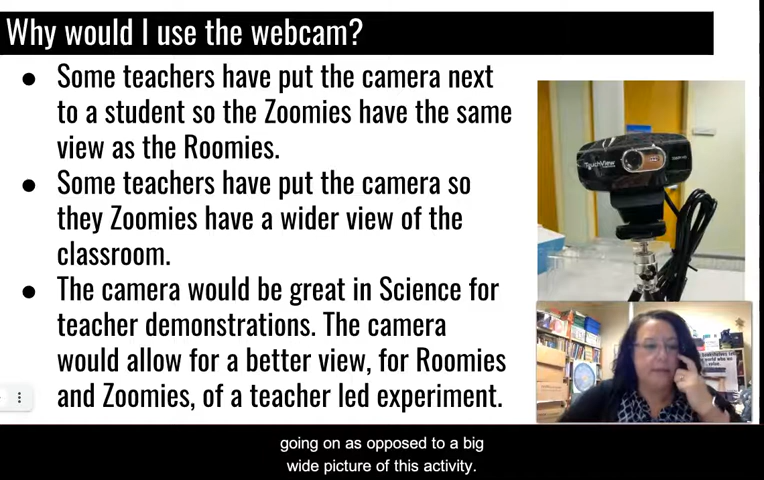 Why would I use the webcam?
● Some teachers have put the camera next
to a student so the Zoomies have the same
view as the Roomies.
● Some teachers have put the camera so
they Zoomies have a wider view of the
classroom.
● The camera would be great in Science for
teacher demonstrations. The camera
would allow for a better view, for Roomies
and Zoomies, of a teacher led experiment.
TouchView
going on as opposed to a big
wide picture of this activity.